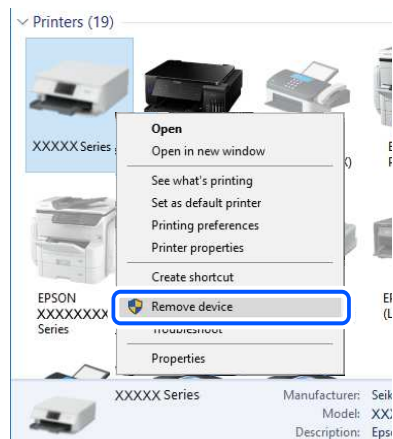 Printers (19)
XXXXX Series
Open
Open in new window
See what's printing
Set as default printer
Printing preferences
Printer properties
Create shortcut
Remove device
Troubleshoot
Properties
EPSON
XXXXXXXX
Series
XXXXX Series
Manufacturer:
Model:
Description: